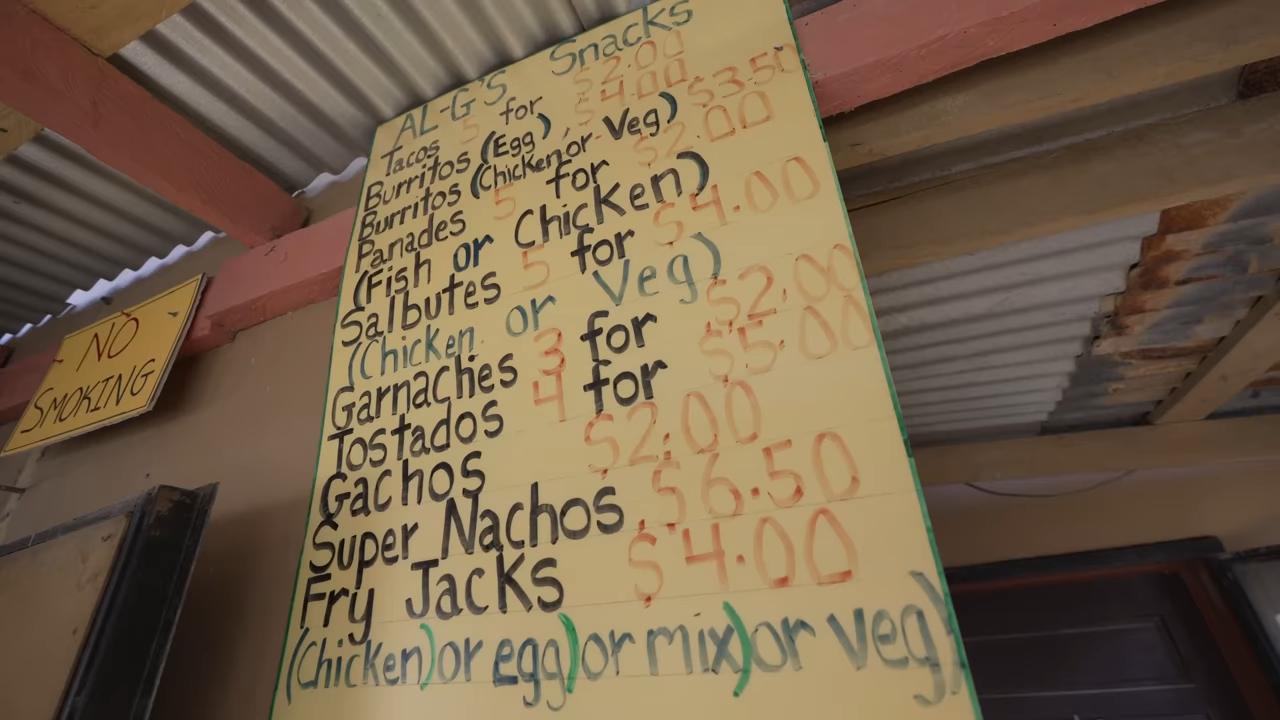 AL-G'S Snacks
Tacos 5 for $2.00
Burritos (Egg), $4.00
Burritos (Chicken or Veg) $3.50
Panades 5 for $2.00
(Fish or Chicken)
Salbutes 5 for $4.00
(Chicken or Veg)
Garnaches 3 for $2.00
Tostados 4 for $5.00
Gachos $2.00
Super Nachos $6.50
Fry Jacks $4.00
(Chicken) or egg) or mix) or veg)
NO
SMOKING